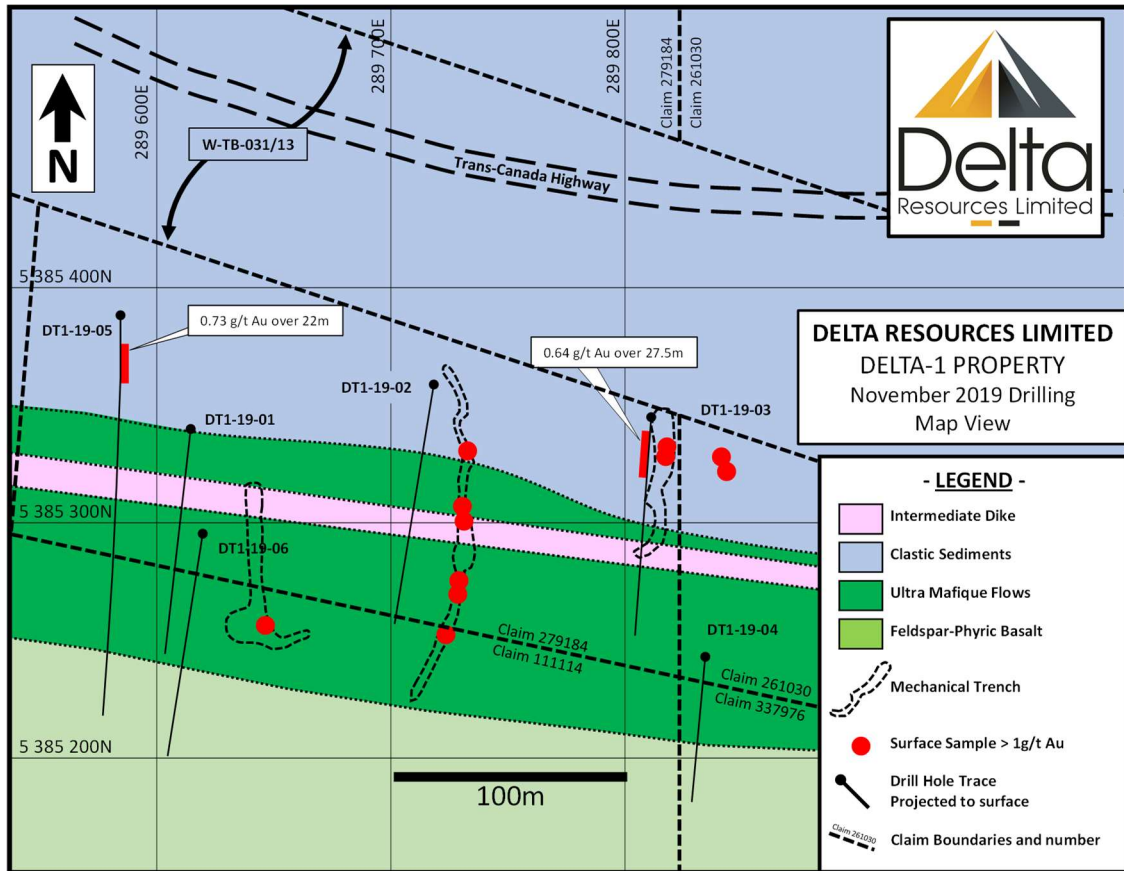 289 600E
289 700E
289 800E
Claim 279184
Claim 261030
Delta
Resources Limited
N
W-TB-031/13
Trans-Canada Highway
5 385 400N
DT1-19-05
0.73 g/t Au over 22m
0.64 g/t Au over 27.5m
DT1-19-02
DT1-19-03
DT1-19-01
DELTA RESOURCES LIMITED
DELTA-1 PROPERTY
November 2019 Drilling
Map View
5 385 300N
DT1-19-06
DT1-19-04
Claim 279184
Claim 111114
Claim 261030
Claim 337976
5 385 200N
100m
- LEGEND -
Intermediate Dike
Clastic Sediments
Ultra Mafique Flows
Feldspar-Phyric Basalt
Mechanical Trench
Surface Sample > 1g/t Au
Drill Hole Trace
Projected to surface
Claim 261030
Claim Boundaries and number